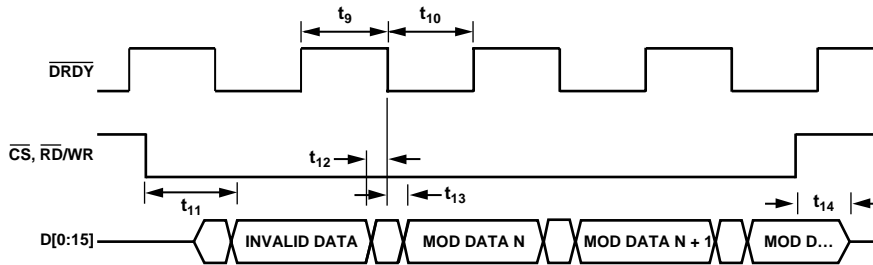 t9 t10
DRDY
CS, RD/WR
t12
t11
t13
t14
D[0:15] INVALID DATA MOD DATA N MOD DATA N + 1 MOD D…